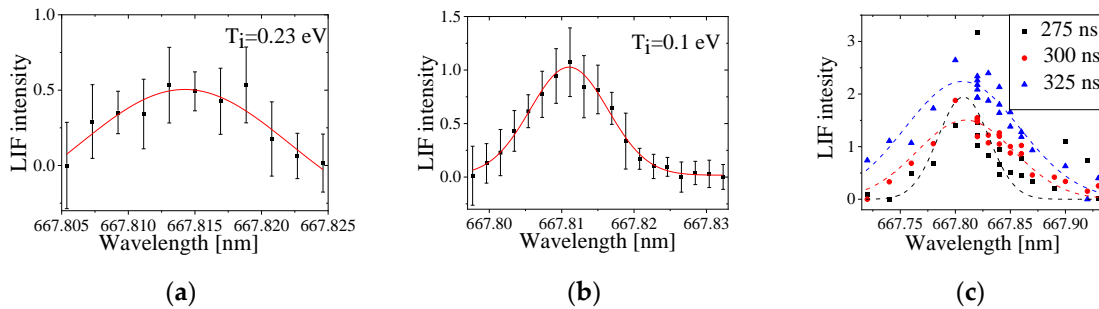 1.0
0.5
0.0
LIF intensity
Ti=0.23 eV
667.805 667.810 667.815 667.820 667.825
Wavelength [nm]
(a)
1.5
1.0
0.5
0.0
LIF intensity
Ti=0.1 eV
667.80 667.81 667.82 667.83
Wavelength [nm]
(b)
3
2
1
0
LIF intesity
275 ns
300 ns
325 ns
667.75 667.80 667.85 667.90
Wavelength [nm]
(c)